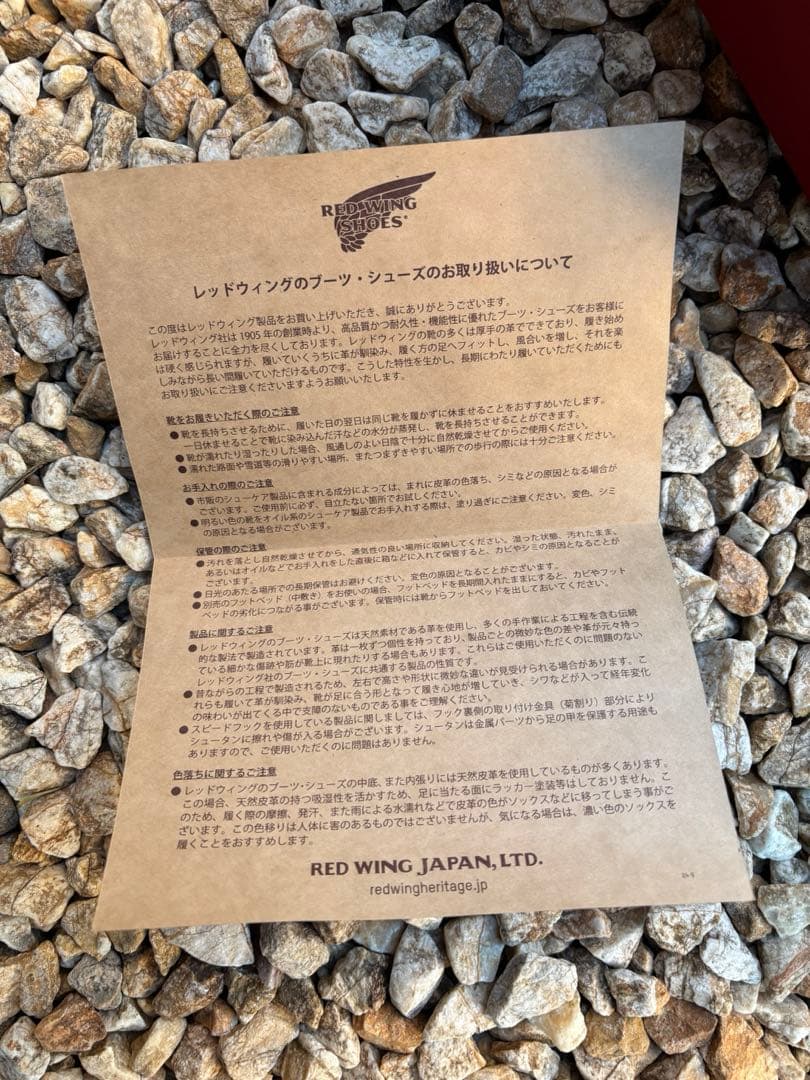 RED WING
SHOES®
レッドウィングのブーツ・シューズのお取り扱いについて
この度はレッドウィング製品をお買い上げいただき、誠にありがとうございます。
レッドウィング社は1905年の創業時より、高品質かつ耐久性・機能性に優れたブーツ・シューズをお客様に
お届けすることに全力を尽くしております。レッドウィングの靴の多くは厚手の革でできており、履き始め
は硬く感じられますが、履いていくうちに革が馴染み、履く方の足へフィットし、風合いを増し、それを楽
しみながら長い間履いていただけるものです。こうした特性を生かし、長期にわたり履いていただくためにも
お取り扱いにご注意くださいますようお願いいたします。
靴をお履きいただく際のご注意
● 靴を長持ちさせるために、履いた日の翌日は同じ靴を履かずに休ませることをおすすめいたします。
一日休ませることで靴に染み込んだ汗などの水分が蒸発し、靴を長持ちさせることができます。
● 靴が濡れたり湿ったりした場合、風通しのよい日陰で十分に自然乾燥させてからご使用ください。
● 濡れた路面や雪道等の滑りやすい場所、またつまずきやすい場所での歩行の際には十分ご注意ください。
お手入れの際のご注意
● 市販のシューケア製品に含まれる成分によっては、まれに皮革の色落ち、シミなどの原因となる場合が
ございます。ご使用前に必ず、目立たない箇所でお試しください。
● 明るい色の靴をオイル系のシューケア製品でお手入れする際は、塗り過ぎにご注意ください。変色、シミ
の原因となる場合がございます。
保管の際のご注意
● 汚れを落とし自然乾燥させてから、通気性の良い場所に収納してください。湿った状態、汚れたまま、
あるいはオイルなどでお手入れをした直後に箱などに入れて保管すると、カビやシミの原因となることが
ございます。
● 日光のあたる場所での長期保管はお避けください。変色の原因となることがございます。
● 別売のフットベッド（中敷き）をお使いの場合、フットベッドを長期間入れたままにすると、カビやフット
ベッドの劣化につながる事がございます。保管時には靴からフットベッドを出しておいてください。
製品に関するご注意
● レッドウィングのブーツ・シューズは天然素材である革を使用し、多くの手作業による工程を含む伝統
的な製法で製造されています。革は一枚ずつ個性を持っており、製品ごとの微妙な色の差や革が元々持っ
ている細かな傷跡や筋が靴上に現れたりする場合もあります。これらはご使用いただくのに問題のない
レッドウィング社のブーツ・シューズに共通する製品の性質です。
● 昔ながらの工程で製造されるため、左右で高さや形状に微妙な違いが見受けられる場合があります。こ
れらも履いて革が馴染み、靴が足に合う形となって履き心地が増していき、シワなどが入って経年変化
の味わいが出てくる中で支障のないものである事をご理解ください。
● スピードフックを使用している製品に関しましては、フック裏側の取り付け金具（菊割り）部分により
シュータンに擦れや傷が入る場合がございます。シュータンは金属パーツから足の甲を保護する用途も
ありますので、ご使用いただくのに問題はありません。
色落ちに関するご注意
● レッドウィングのブーツ・シューズの中底、また内張りには天然皮革を使用しているものが多くあります。
この場合、天然皮革の持つ吸湿性を活かすため、足に当たる面にラッカー塗装等はしておりません。こ
のため、履く際の摩擦、発汗、また雨による水濡れなどで皮革の色がソックスなどに移ってしまう事がご
ざいます。この色移りは人体に害のあるものではございませんが、気になる場合は、濃い色のソックスを
履くことをおすすめします。
RED WING JAPAN, LTD.
redwingheritage.jp